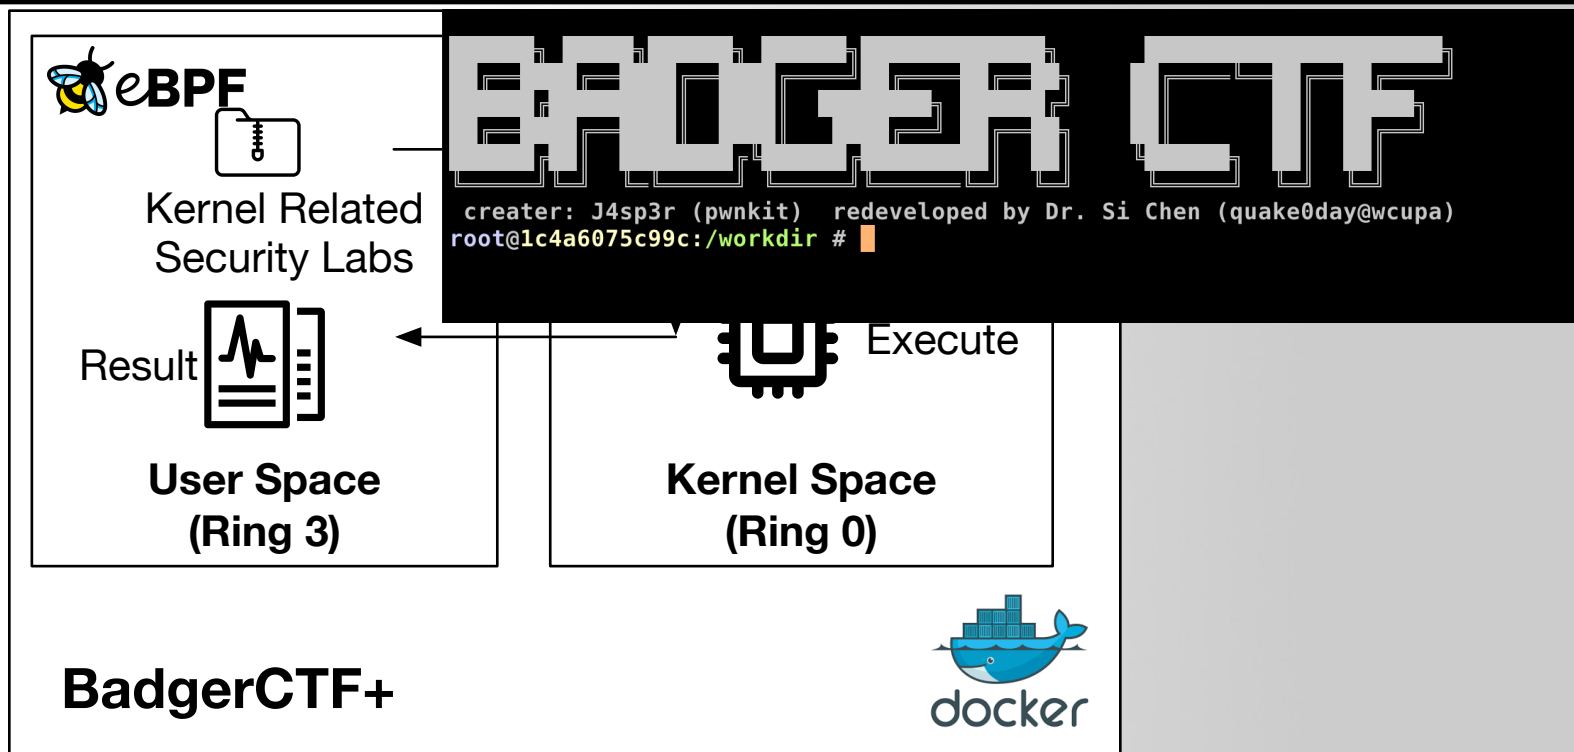 eBPF
BADGER CTF
creater: J4sp3r (pwnkit)  redeveloped by Dr. Si Chen (quake0day@wcupa)
root@1c4a6075c99c:/workdir #
Kernel Related
Security Labs
Result
Execute
User Space
(Ring 3)
Kernel Space
(Ring 0)
BadgerCTF+
docker